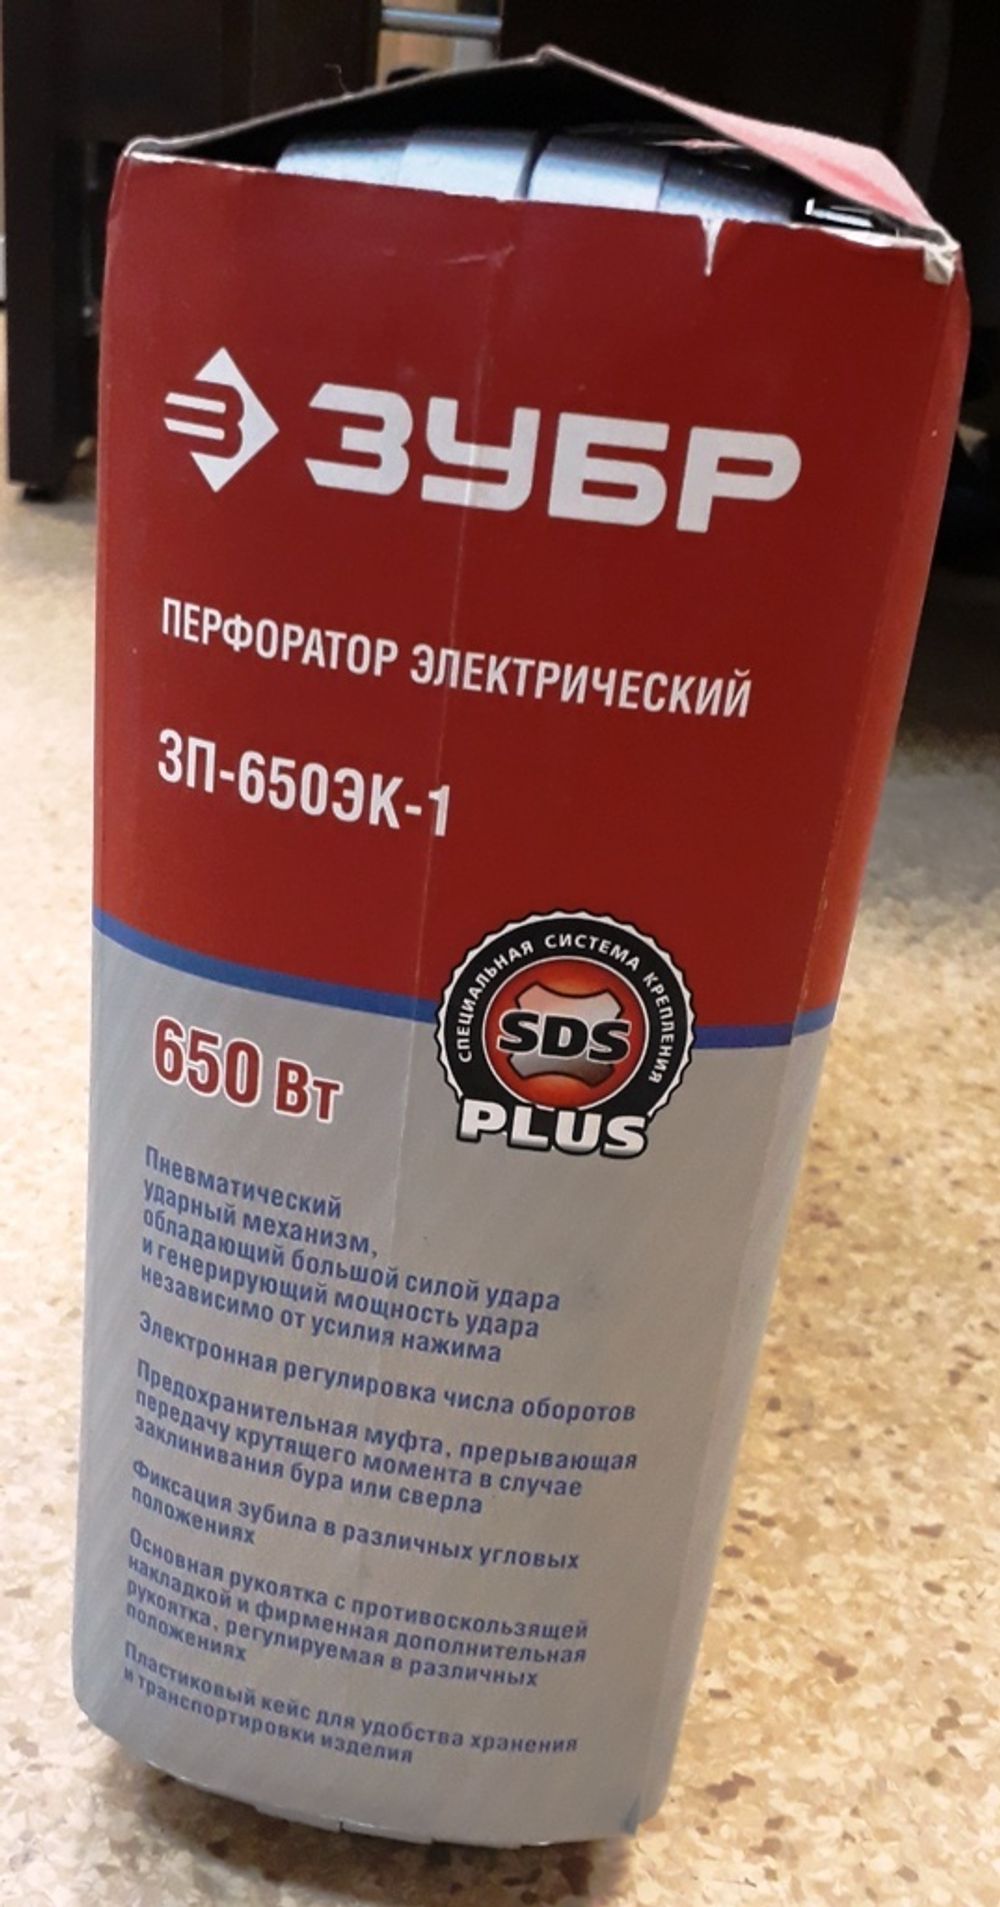 ЗУБР
ПЕРФОРАТОР ЭЛЕКТРИЧЕСКИЙ
ЗП-650ЭК-1
СПЕЦИАЛЬНАЯ СИСТЕМА КРЕПЛЕНИЯ
SDS
PLUS
650 Вт
Пневматический
ударный механизм,
обладающий большой силой удара
и генерирующий мощность удара
независимо от усилия нажима
Электронная регулировка числа оборотов
Предохранительная муфта, прерывающая
передачу крутящего момента в случае
заклинивания бура или сверла
Фиксация зубила в различных угловых
положениях
Основная рукоятка с противоскользящей
накладкой и фирменная дополнительная
рукоятка, регулируемая в различных
положениях
Пластиковый кейс для удобства хранения
и транспортировки изделия